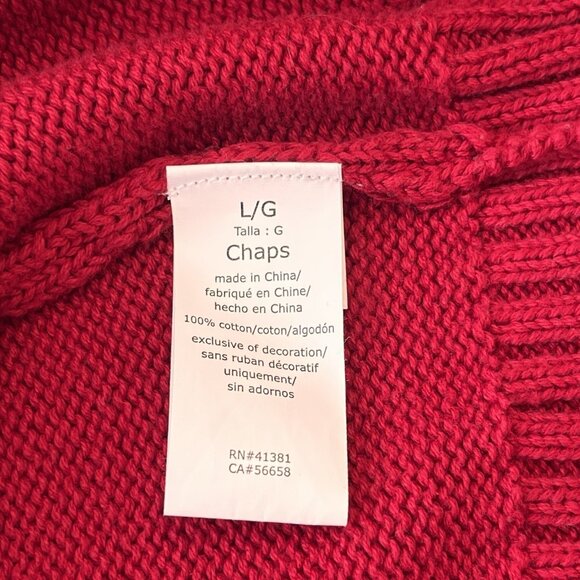 L/G
Talla : G
Chaps
made in China/
fabriqué en Chine/
hecho en China
100% cotton/coton/algodón
exclusive of decoration/
sans ruban décoratif
uniquement/
sin adornos
RN#41381
CA#56658